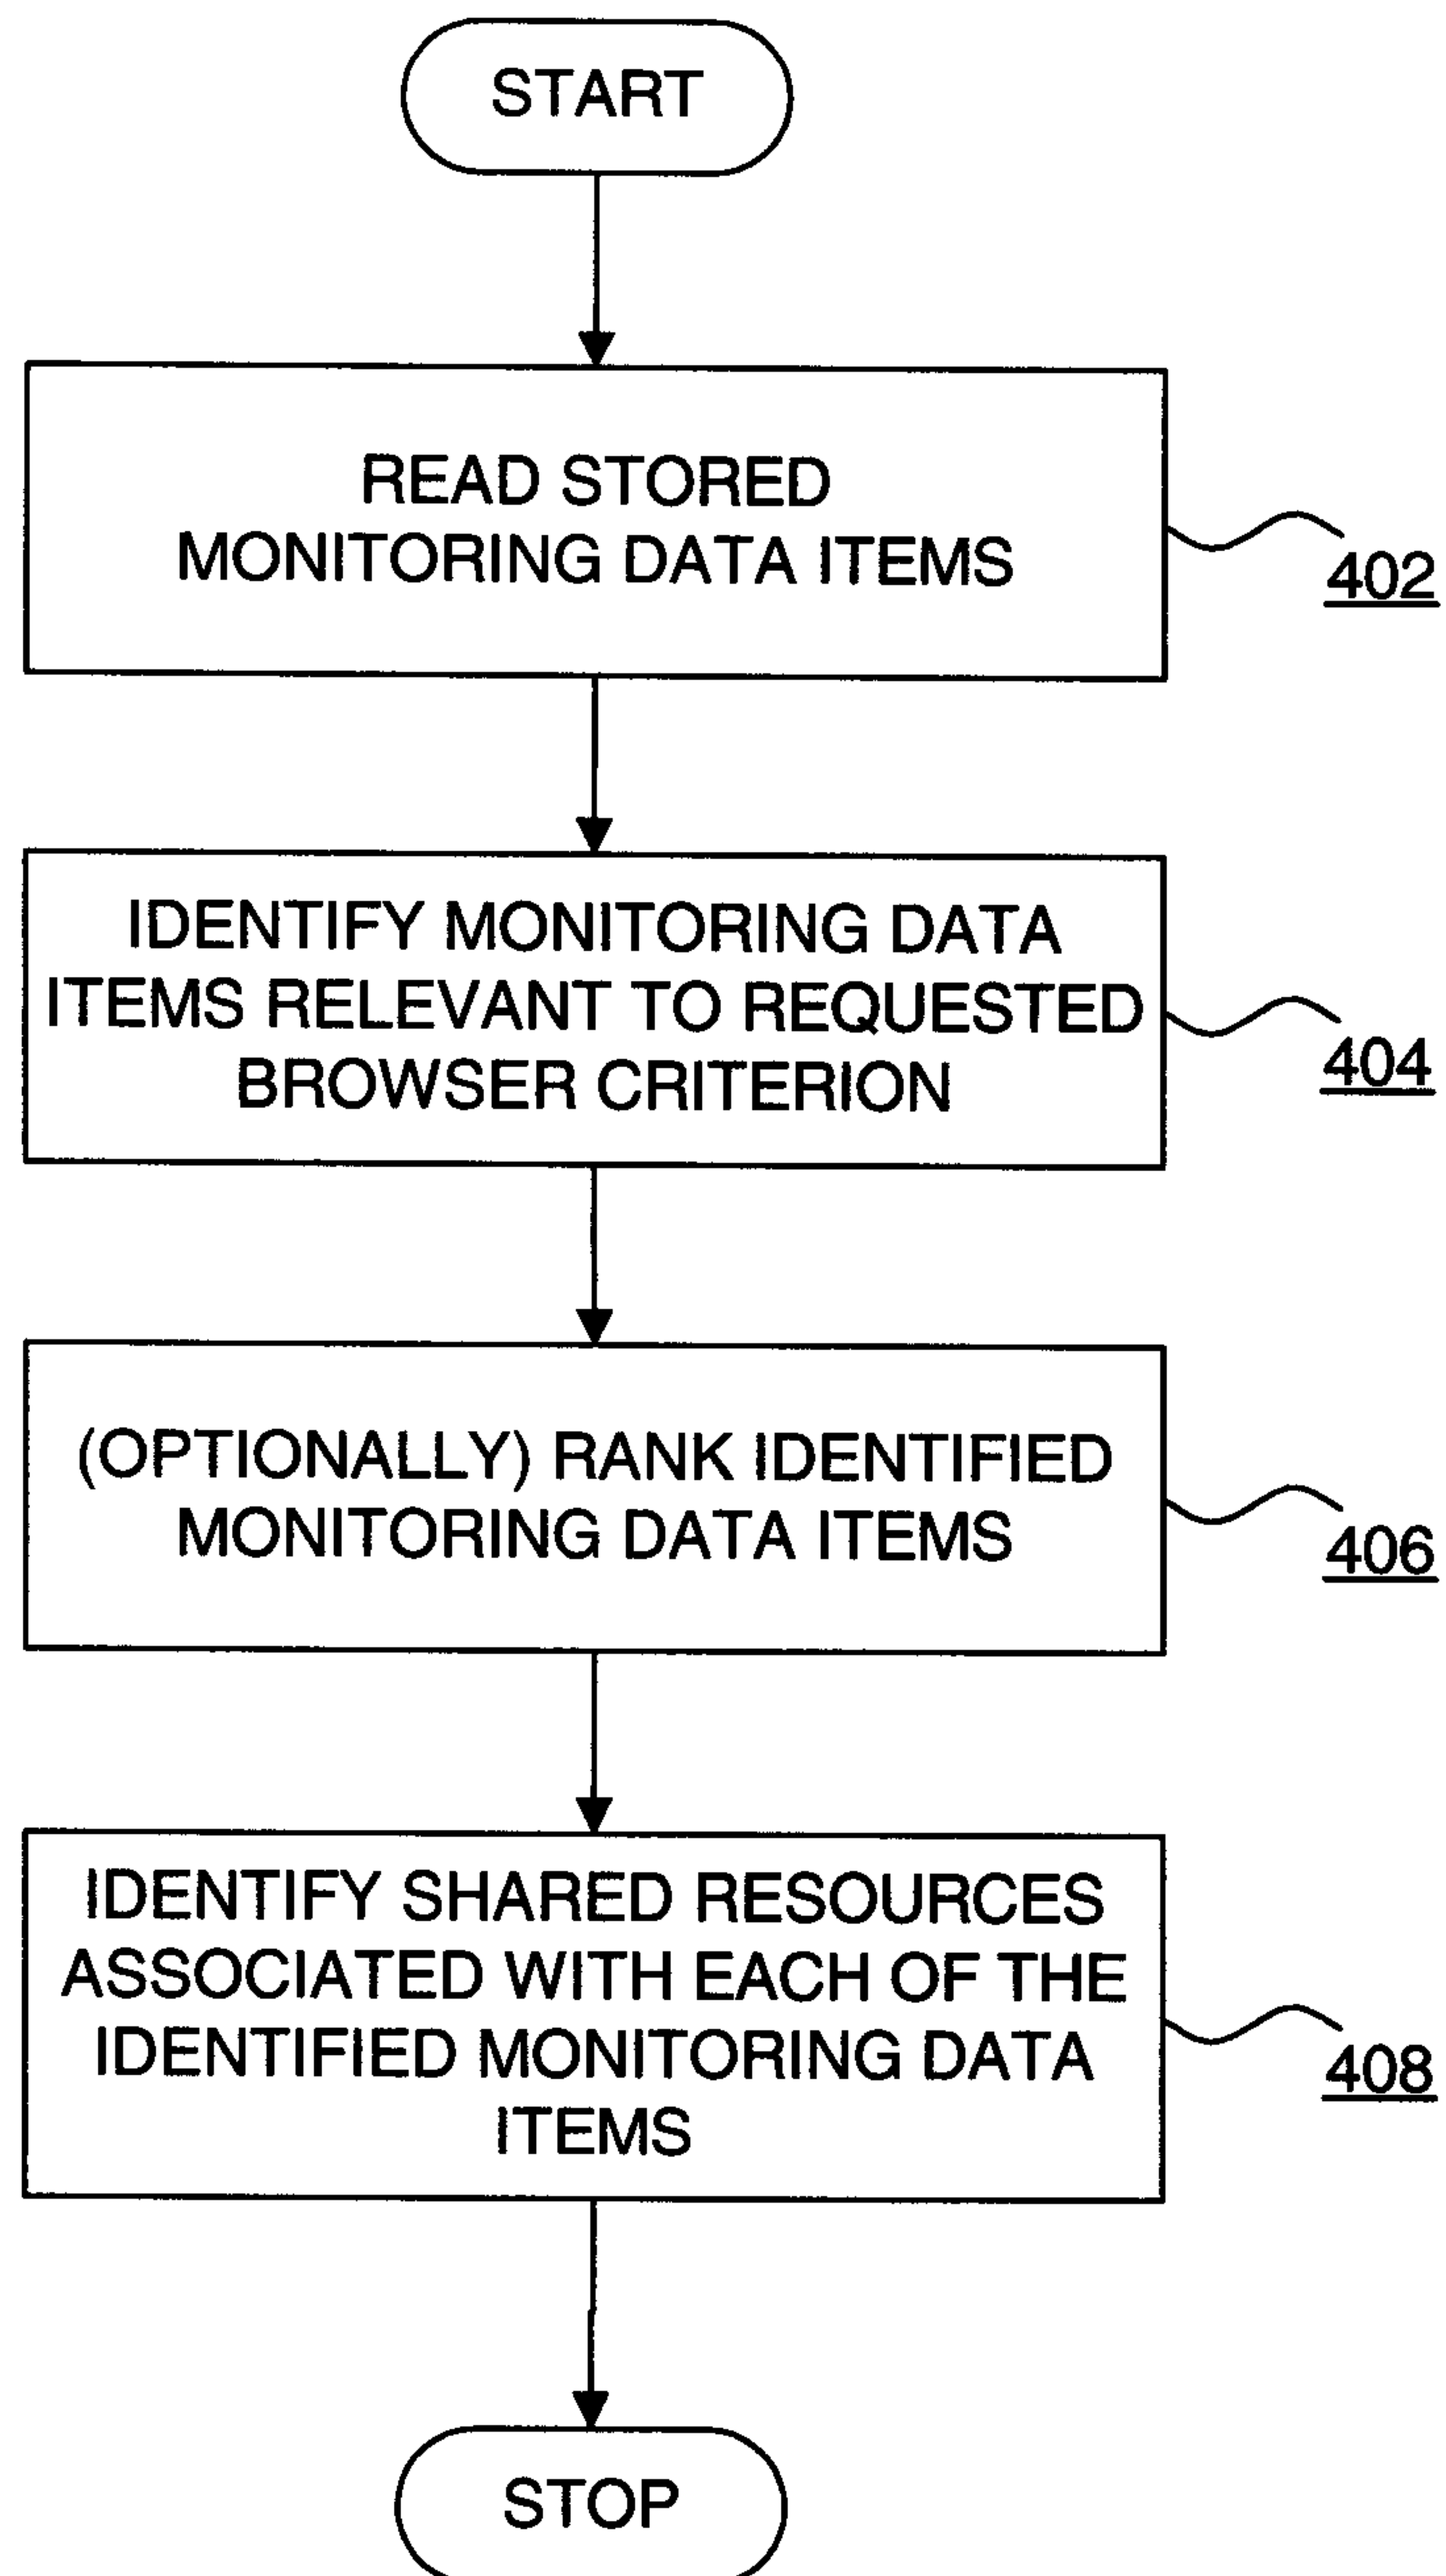 START
READ STORED
MONITORING DATA ITEMS
402
IDENTIFY MONITORING DATA
ITEMS RELEVANT TO REQUESTED
BROWSER CRITERION
404
(OPTIONALLY) RANK IDENTIFIED
MONITORING DATA ITEMS
406
IDENTIFY SHARED RESOURCES
ASSOCIATED WITH EACH OF THE
IDENTIFIED MONITORING DATA
ITEMS
408
STOP